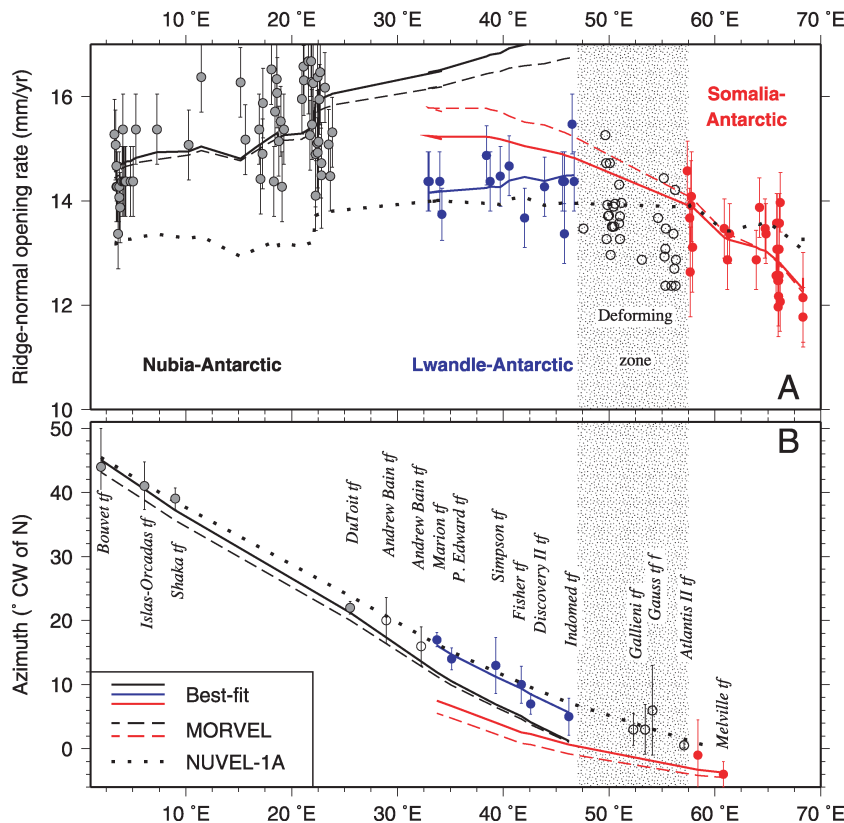 10 ˚E 20 ˚E 30 ˚E 40 ˚E 50 ˚E 60 ˚E 70 ˚E
Ridge-normal opening rate (mm/yr)
16
14
12
10
Somalia-
Antarctic
Nubia-Antarctic
Lwandle-Antarctic
Deforming
zone
A
B
Azimuth (˚ CW of N)
50
40
30
20
10
0
Bouvet tf
Islas-Orcadas tf
Shaka tf
DuToit tf
Andrew Bain tf
Andrew Bain tf
Marion tf
P. Edward tf
Simpson tf
Fisher tf
Discovery II tf
Indomed tf
Gallieni tf
Gauss tf f
Atlantis II tf
Melville tf
Best-fit
MORVEL
NUVEL-1A
10 ˚E 20 ˚E 30 ˚E 40 ˚E 50 ˚E 60 ˚E 70 ˚E